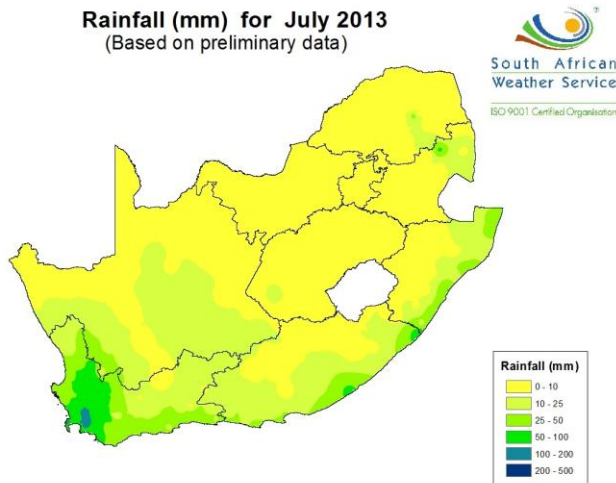 Rainfall (mm) for July 2013
(Based on preliminary data)
South African
Weather Service
ISO 9001 Certified Organisation
Rainfall (mm)
0 - 10
10 - 25
25 - 50
50 - 100
100 - 200
200 - 500